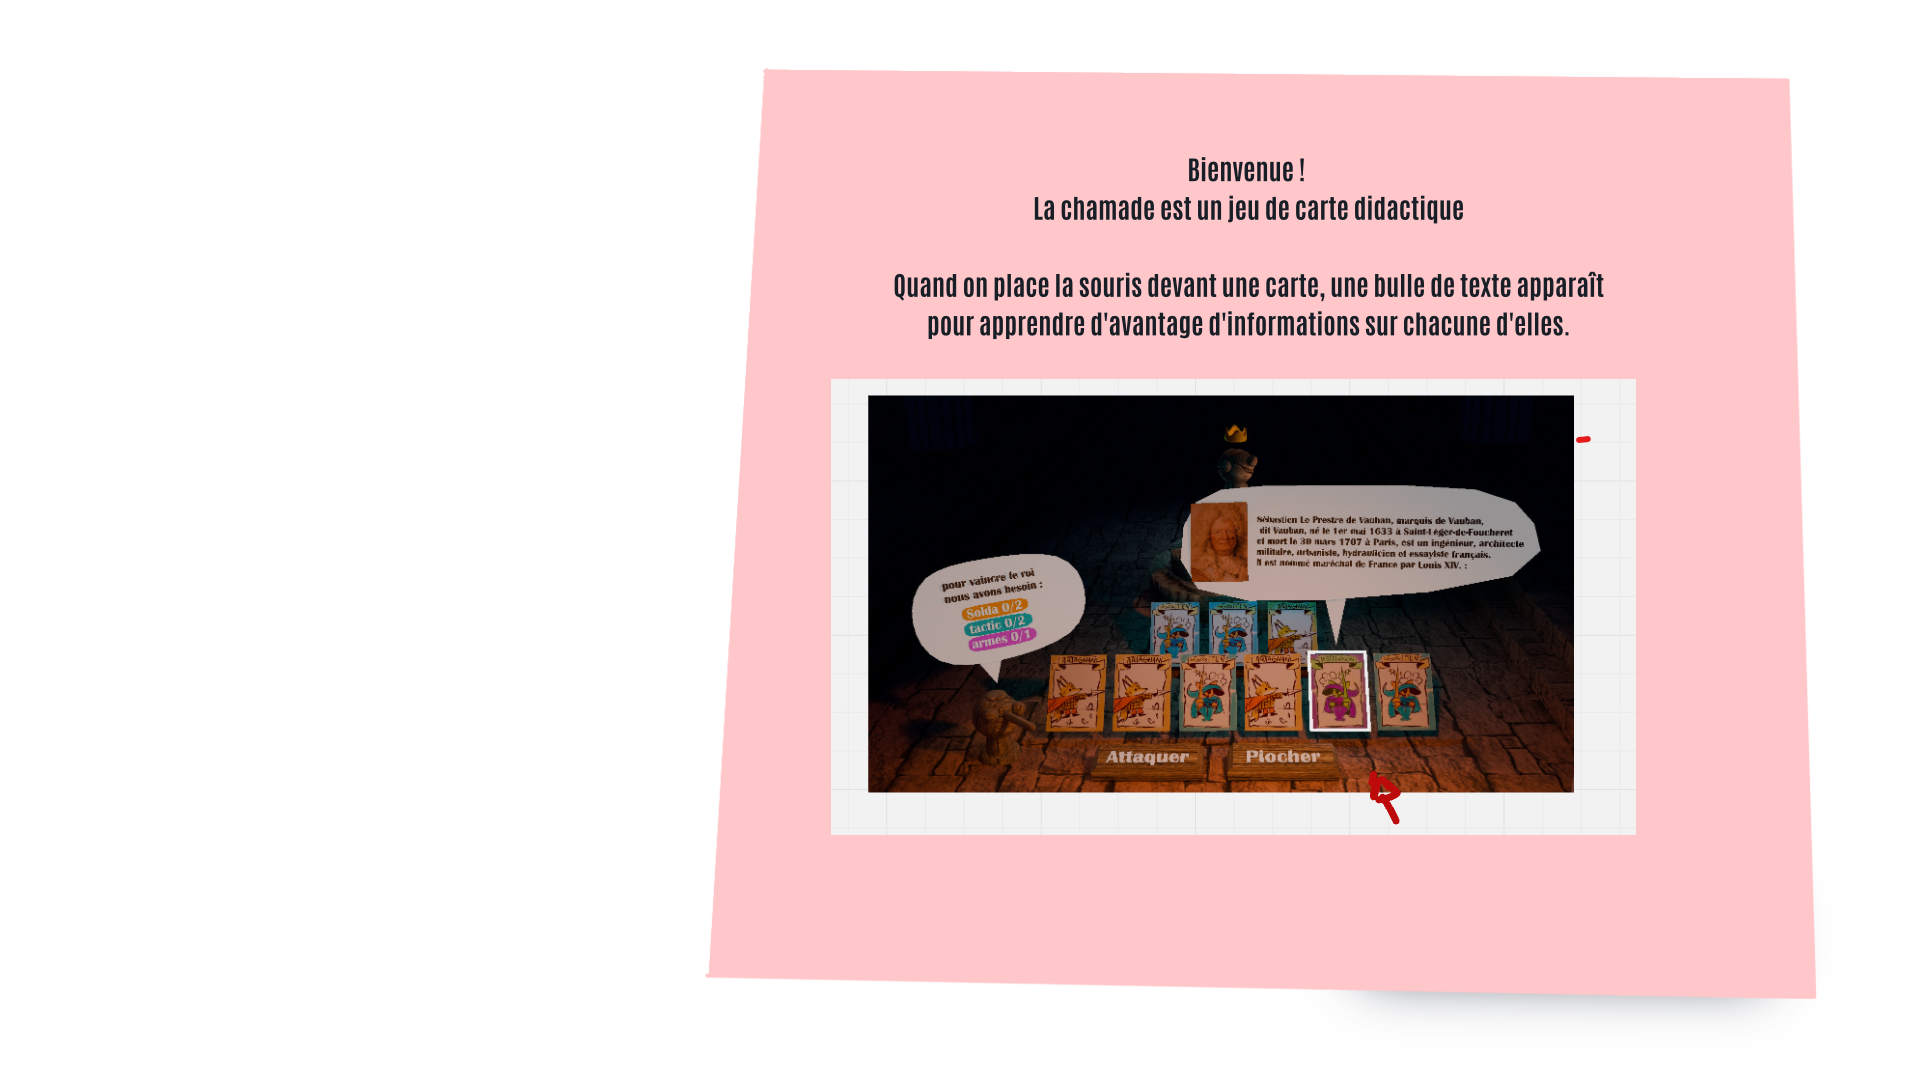 Bienvenue !
La chamade est un jeu de carte didactique
Quand on place la souris devant une carte, une bulle de texte apparaît
pour apprendre d'avantage d'informations sur chacune d'elles.
Sébastien Le Prestre de Vauban, marquis de Vauban,
dit Vauban, né le 1er mai 1633 à Saint-Léger-de-Foucheret
et mort le 30 mars 1707 à Paris, est un ingénieur, architecte
militaire, urbaniste, hydraulicien et essayiste français.
Il est nommé maréchal de France par Louis XIV. :
pour vaincre le roi
nous avons besoin :
Solda 0/2
tactic 0/2
armes 0/1
Attaquer
Piocher